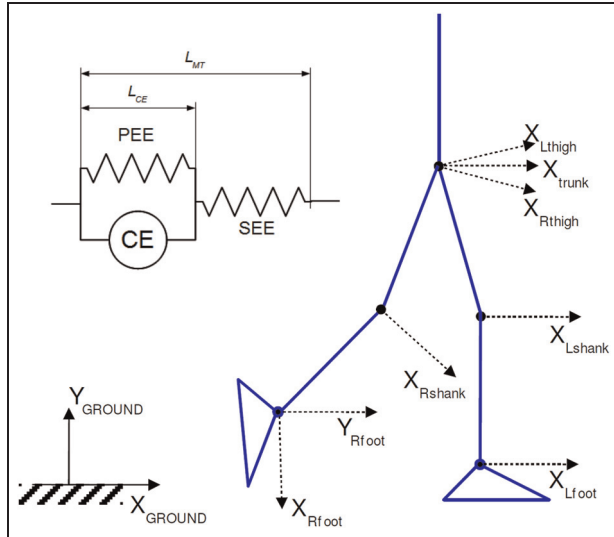 L_MT
L_CE
PEE
CE
SEE
X_Lthigh
X_trunk
X_Rthigh
X_Lshank
X_Rshank
Y_GROUND
Y_Rfoot
X_Lfoot
X_GROUND
X_Rfoot